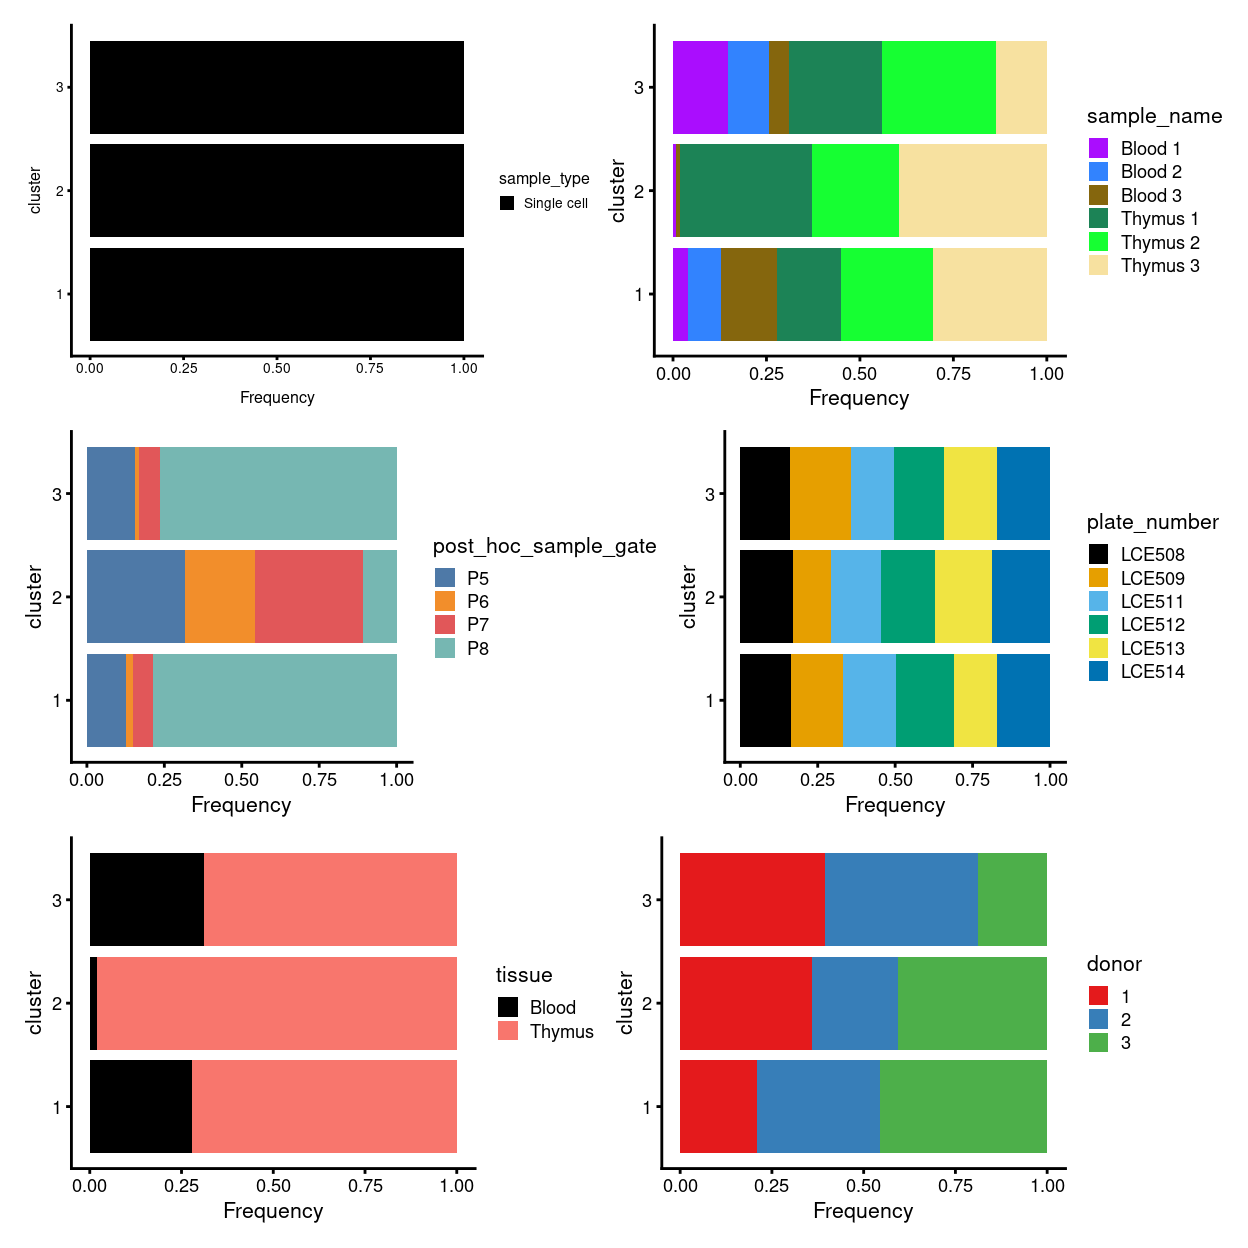 cluster
3
2
1
0.00 0.25 0.50 0.75 1.00
Frequency
sample_type
Single cell
cluster
3
2
1
0.00 0.25 0.50 0.75 1.00
Frequency
sample_name
Blood 1
Blood 2
Blood 3
Thymus 1
Thymus 2
Thymus 3
cluster
3
2
1
0.00 0.25 0.50 0.75 1.00
Frequency
post_hoc_sample_gate
P5
P6
P7
P8
cluster
3
2
1
0.00 0.25 0.50 0.75 1.00
Frequency
plate_number
LCE508
LCE509
LCE511
LCE512
LCE513
LCE514
cluster
3
2
1
0.00 0.25 0.50 0.75 1.00
Frequency
tissue
Blood
Thymus
cluster
3
2
1
0.00 0.25 0.50 0.75 1.00
Frequency
donor
1
2
3